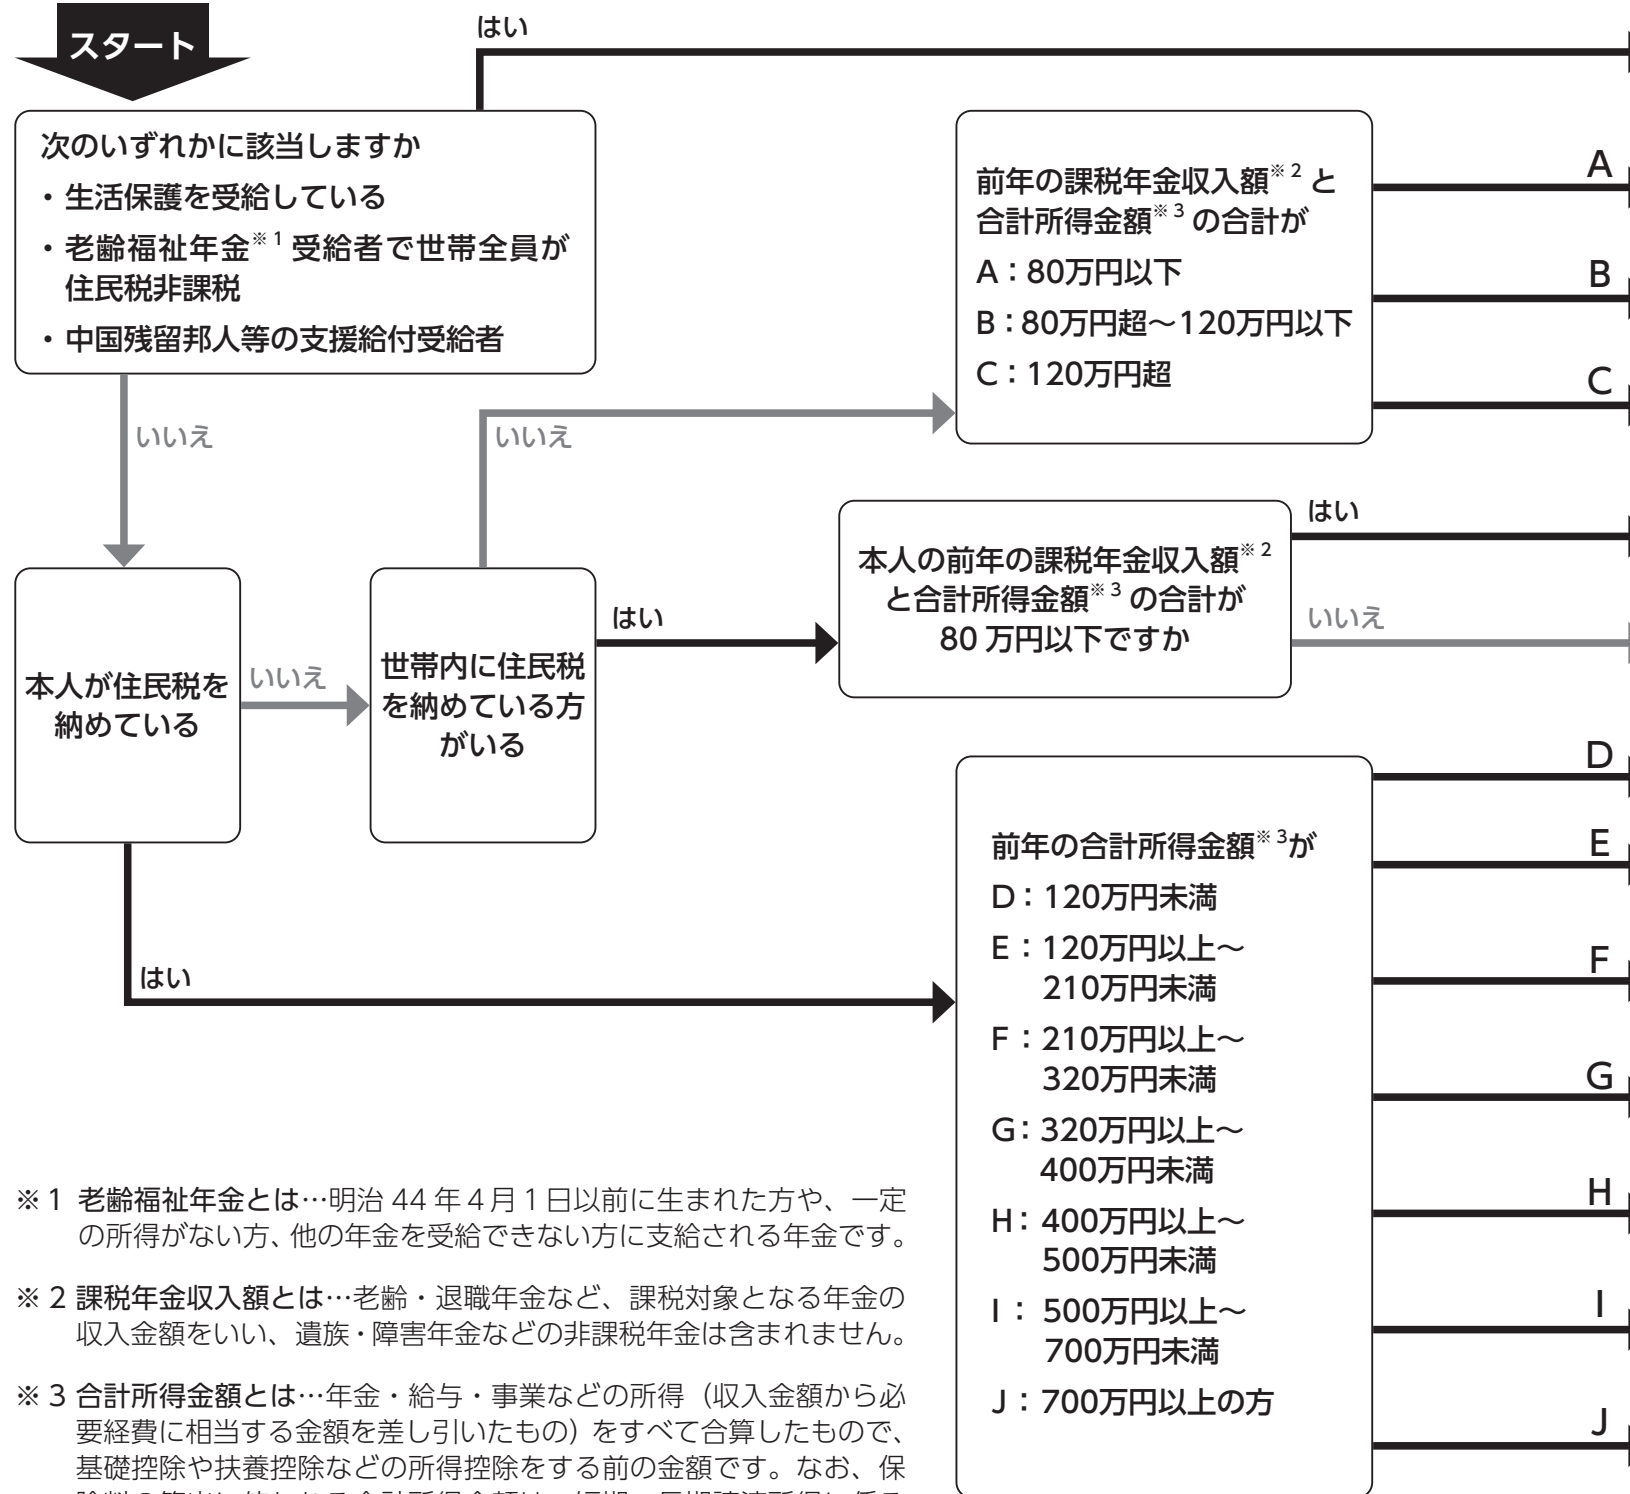 スタート
はい
次のいずれかに該当しますか
・生活保護を受給している
・老齢福祉年金※1 受給者で世帯全員が
住民税非課税
・中国残留邦人等の支援給付受給者
いいえ
いいえ
前年の課税年金収入額※2 と
合計所得金額※3 の合計が
A：80万円以下
B：80万円超～120万円以下
C：120万円超
A
B
C
本人が住民税を
納めている
いいえ
世帯内に住民税
を納めている方
がいる
はい
本人の前年の課税年金収入額※2
と合計所得金額※3 の合計が
80 万円以下ですか
はい
いいえ
はい
前年の合計所得金額※3が
D：120万円未満
E：120万円以上～
210万円未満
F：210万円以上～
320万円未満
G：320万円以上～
400万円未満
H：400万円以上～
500万円未満
I：500万円以上～
700万円未満
J：700万円以上の方
D
E
F
G
H
I
J
※1 老齢福祉年金とは…明治 44 年 4 月 1 日以前に生まれた方や、一定
の所得がない方、他の年金を受給できない方に支給される年金です。
※2 課税年金収入額とは…老齢・退職年金など、課税対象となる年金の
収入金額をいい、遺族・障害年金などの非課税年金は含まれません。
※3 合計所得金額とは…年金・給与・事業などの所得（収入金額から必
要経費に相当する金額を差し引いたもの）をすべて合算したもので、
基礎控除や扶養控除などの所得控除をする前の金額です。なお、保